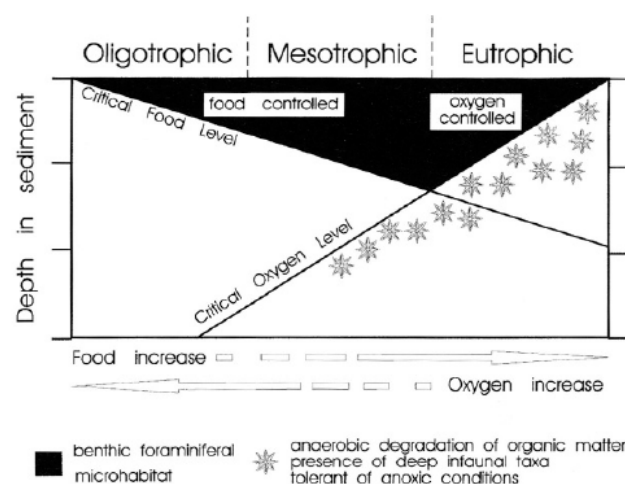 Oligotrophic Mesotrophic Eutrophic
Critical Food Level
food controlled
oxygen
controlled
Depth in sediment
Critical Oxygen Level
Food increase
Oxygen increase
benthic foraminiferal
microhabitat
anaerobic degradation of organic matter
presence of deep infaunal taxa
tolerant of anoxic conditions